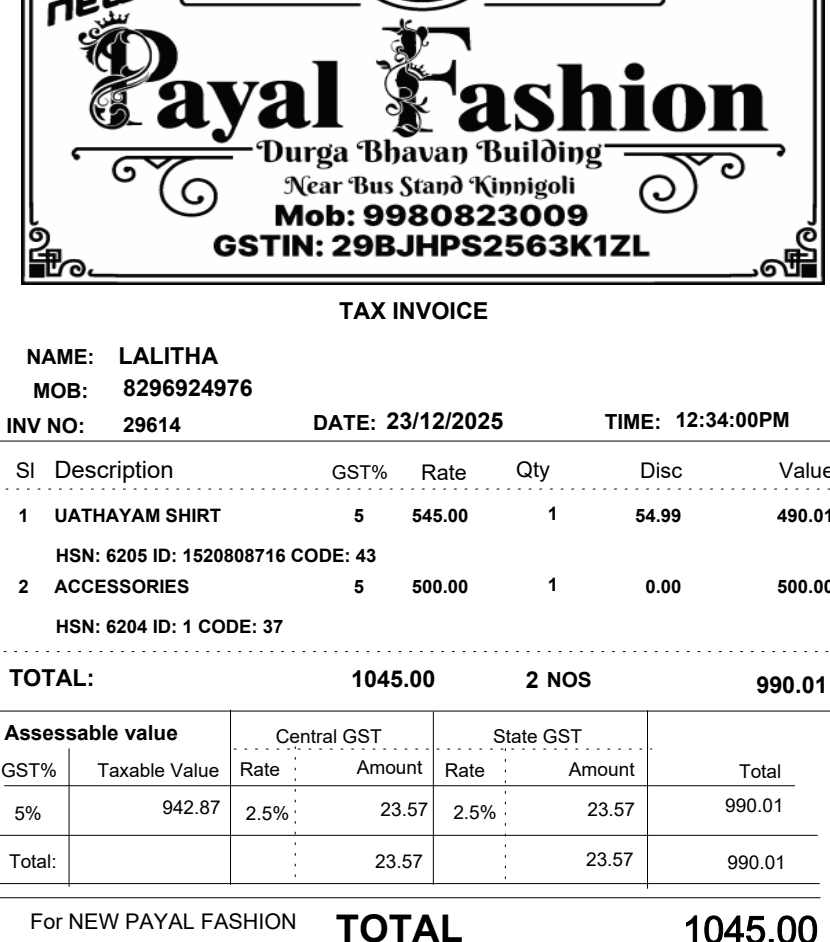 new
Payal Fashion
Durga Bhavan Building
Near Bus Stand Kinnigoli
Mob: 9980823009
GSTIN: 29BJHPS2563K1ZL
TAX INVOICE
NAME: LALITHA
MOB: 8296924976
INV NO: 29614 DATE: 23/12/2025 TIME: 12:34:00PM
Sl Description GST% Rate Qty Disc Value
1 UATHAYAM SHIRT 5 545.00 1 54.99 490.01
HSN: 6205 ID: 1520808716 CODE: 43
2 ACCESSORIES 5 500.00 1 0.00 500.00
HSN: 6204 ID: 1 CODE: 37
TOTAL: 1045.00 2 NOS 990.01
Assessable value Central GST State GST
GST% Taxable Value Rate Amount Rate Amount Total
5% 942.87 2.5% 23.57 2.5% 23.57 990.01
Total: 23.57 23.57 990.01
For NEW PAYAL FASHION TOTAL 1045.00